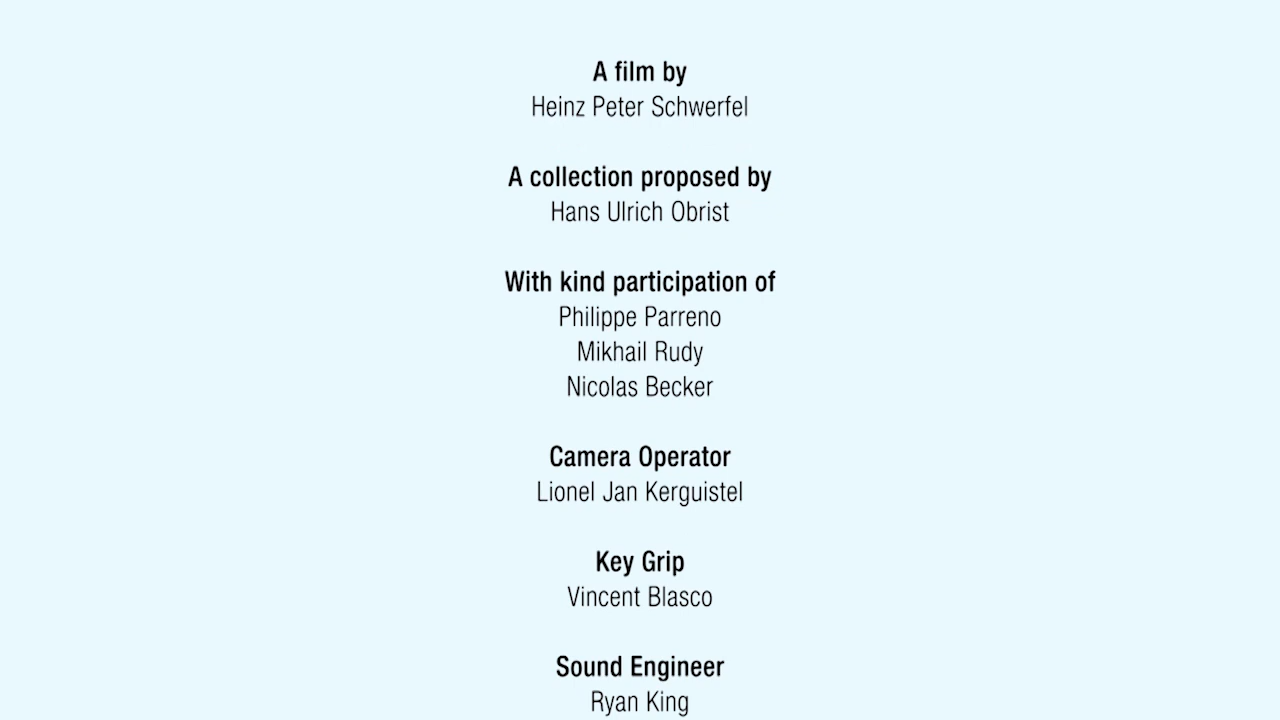 A film by
Heinz Peter Schwerfel
A collection proposed by
Hans Ulrich Obrist
With kind participation of
Philippe Parreno
Mikhail Rudy
Nicolas Becker
Camera Operator
Lionel Jan Kerguistel
Key Grip
Vincent Blasco
Sound Engineer
Ryan King